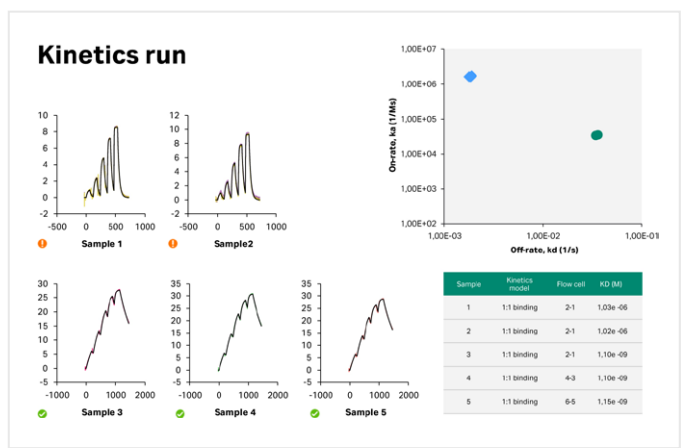 Kinetics run
10
8
6
4
2
0
-2
-500 0 500 1000
Sample 1
12
10
8
6
4
2
0
-2
-500 0 500 1000
Sample2
30
25
20
15
10
5
0
-5
-1000 0 1000 2000
Sample 3
35
30
25
20
15
10
5
0
-5
-1000 0 1000 2000
Sample 4
35
30
25
20
15
10
5
0
-5
-1000 0 1000 2000
Sample 5
On-rate, ka (1/Ms)
1,00E+07
1,00E+06
1,00E+05
1,00E+04
1,00E+03
1,00E+02
1,00E-03 1,00E-02 1,00E-01
Off-rate, kd (1/s)
Sample Kinetics model Flow cell KD (M)
1 1:1 binding 2-1 1,03e -06
2 1:1 binding 2-1 1,02e -06
3 1:1 binding 2-1 1,10e -09
4 1:1 binding 4-3 1,10e -09
5 1:1 binding 6-5 1,15e -09